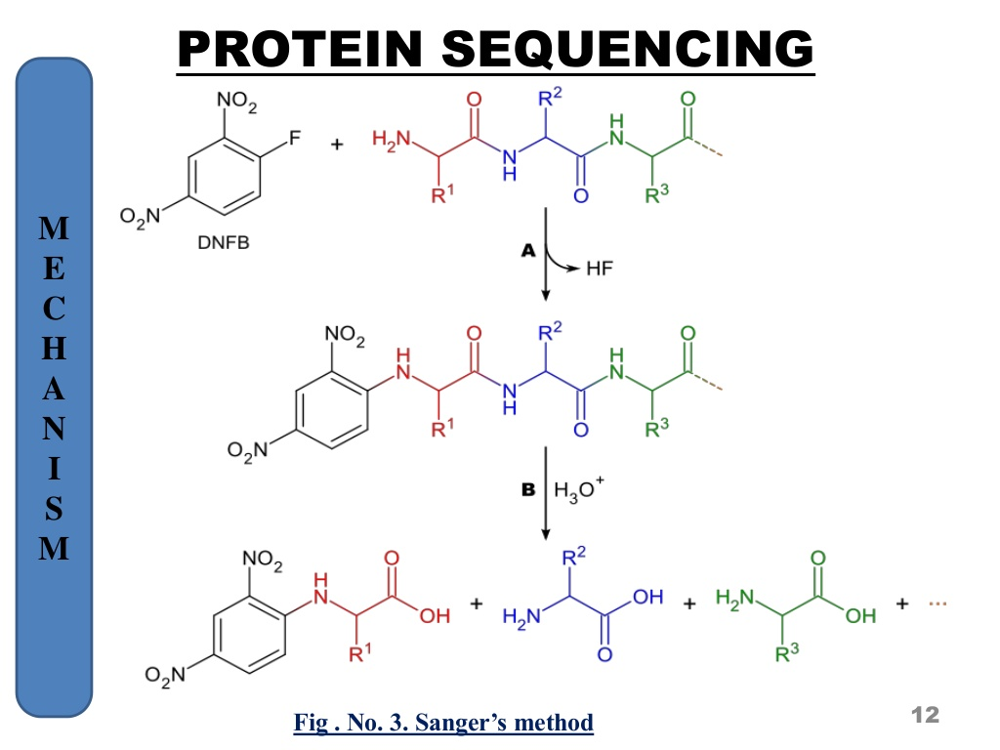 PROTEIN SEQUENCING
M
E
C
H
A
N
I
S
M
NO₂
F
O₂N
DNFB
+
H₂N
R¹
O
N
H
R²
O
H
N
R³
O
A
HF
NO₂
O₂N
H
N
R¹
O
N
H
R²
O
H
N
R³
O
B
H₃O⁺
NO₂
O₂N
H
N
R¹
O
OH
+
H₂N
R²
OH
O
+
H₂N
R³
O
OH
+ ...
Fig . No. 3. Sanger’s method
12